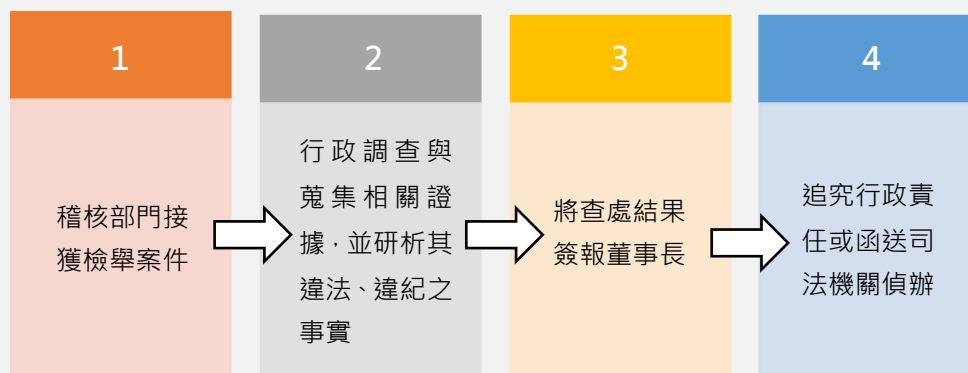 1
稽核部門接
獲檢舉案件
2
行政調查與
蒐集相關證
據，並研析其
違法、違紀之
事實
3
將查處結果
簽報董事長
4
追究行政責
任或函送司
法機關偵辦